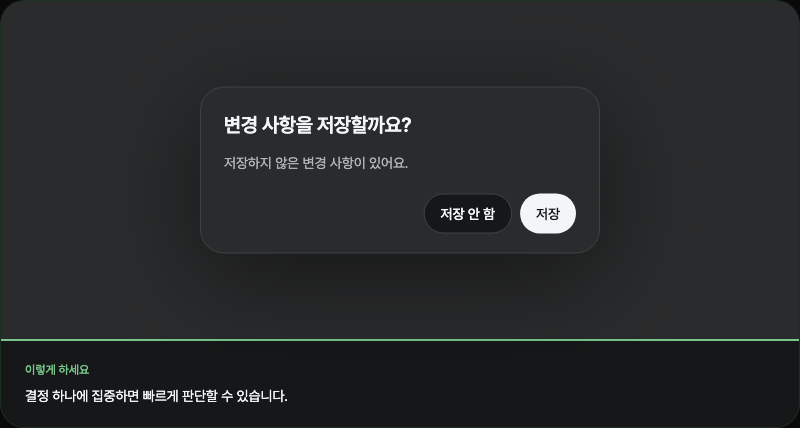 변경 사항을 저장할까요?
저장하지 않은 변경 사항이 있어요.
저장 안 함
저장
이렇게 하세요
결정 하나에 집중하면 빠르게 판단할 수 있습니다.